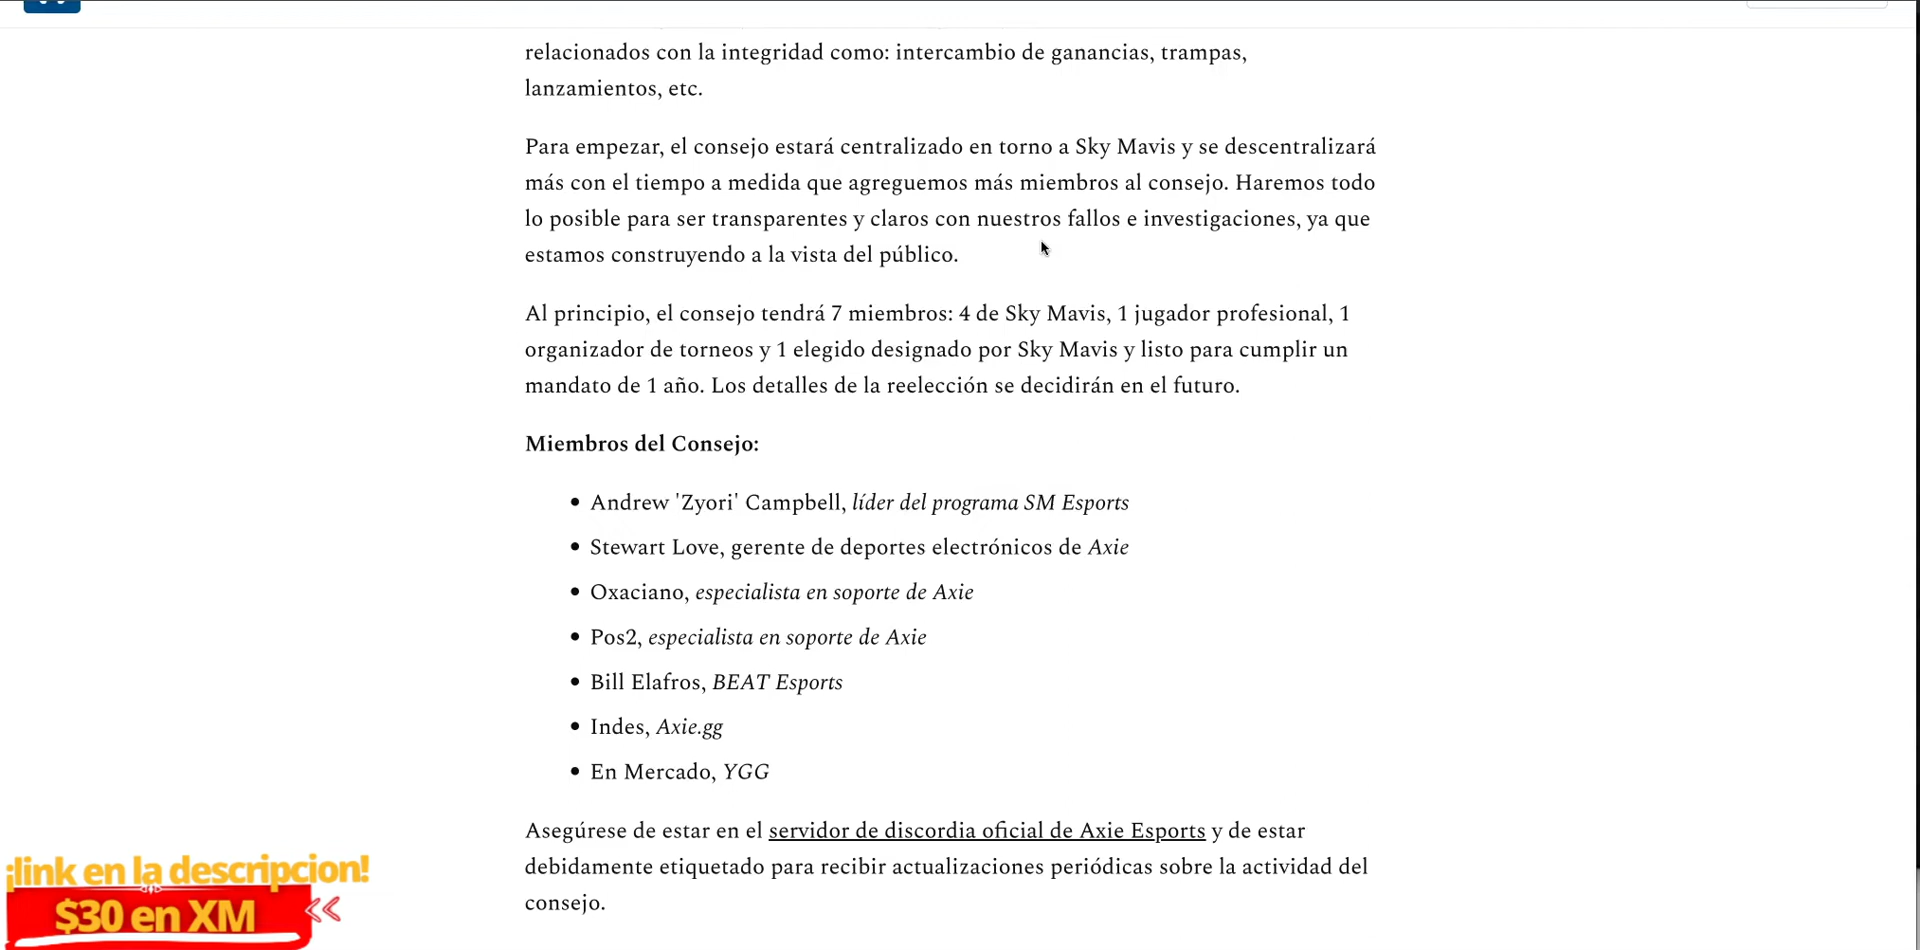 relacionados con la integridad como: intercambio de ganancias, trampas,
lanzamientos, etc.
Para empezar, el consejo estará centralizado en torno a Sky Mavis y se descentralizará
más con el tiempo a medida que agreguemos más miembros al consejo. Haremos todo
lo posible para ser transparentes y claros con nuestros fallos e investigaciones, ya que
estamos construyendo a la vista del público.
Al principio, el consejo tendrá 7 miembros: 4 de Sky Mavis, 1 jugador profesional, 1
organizador de torneos y 1 elegido designado por Sky Mavis y listo para cumplir un
mandato de 1 año. Los detalles de la reelección se decidirán en el futuro.
Miembros del Consejo:
• Andrew 'Zyori' Campbell, líder del programa SM Esports
• Stewart Love, gerente de deportes electrónicos de Axie
• Oxaciano, especialista en soporte de Axie
• Pos2, especialista en soporte de Axie
• Bill Elafros, BEAT Esports
• Indes, Axie.gg
• En Mercado, YGG
Asegúrese de estar en el servidor de discordia oficial de Axie Esports y de estar
debidamente etiquetado para recibir actualizaciones periódicas sobre la actividad del
consejo.
¡link en la descripcion!
$30 en XM <<